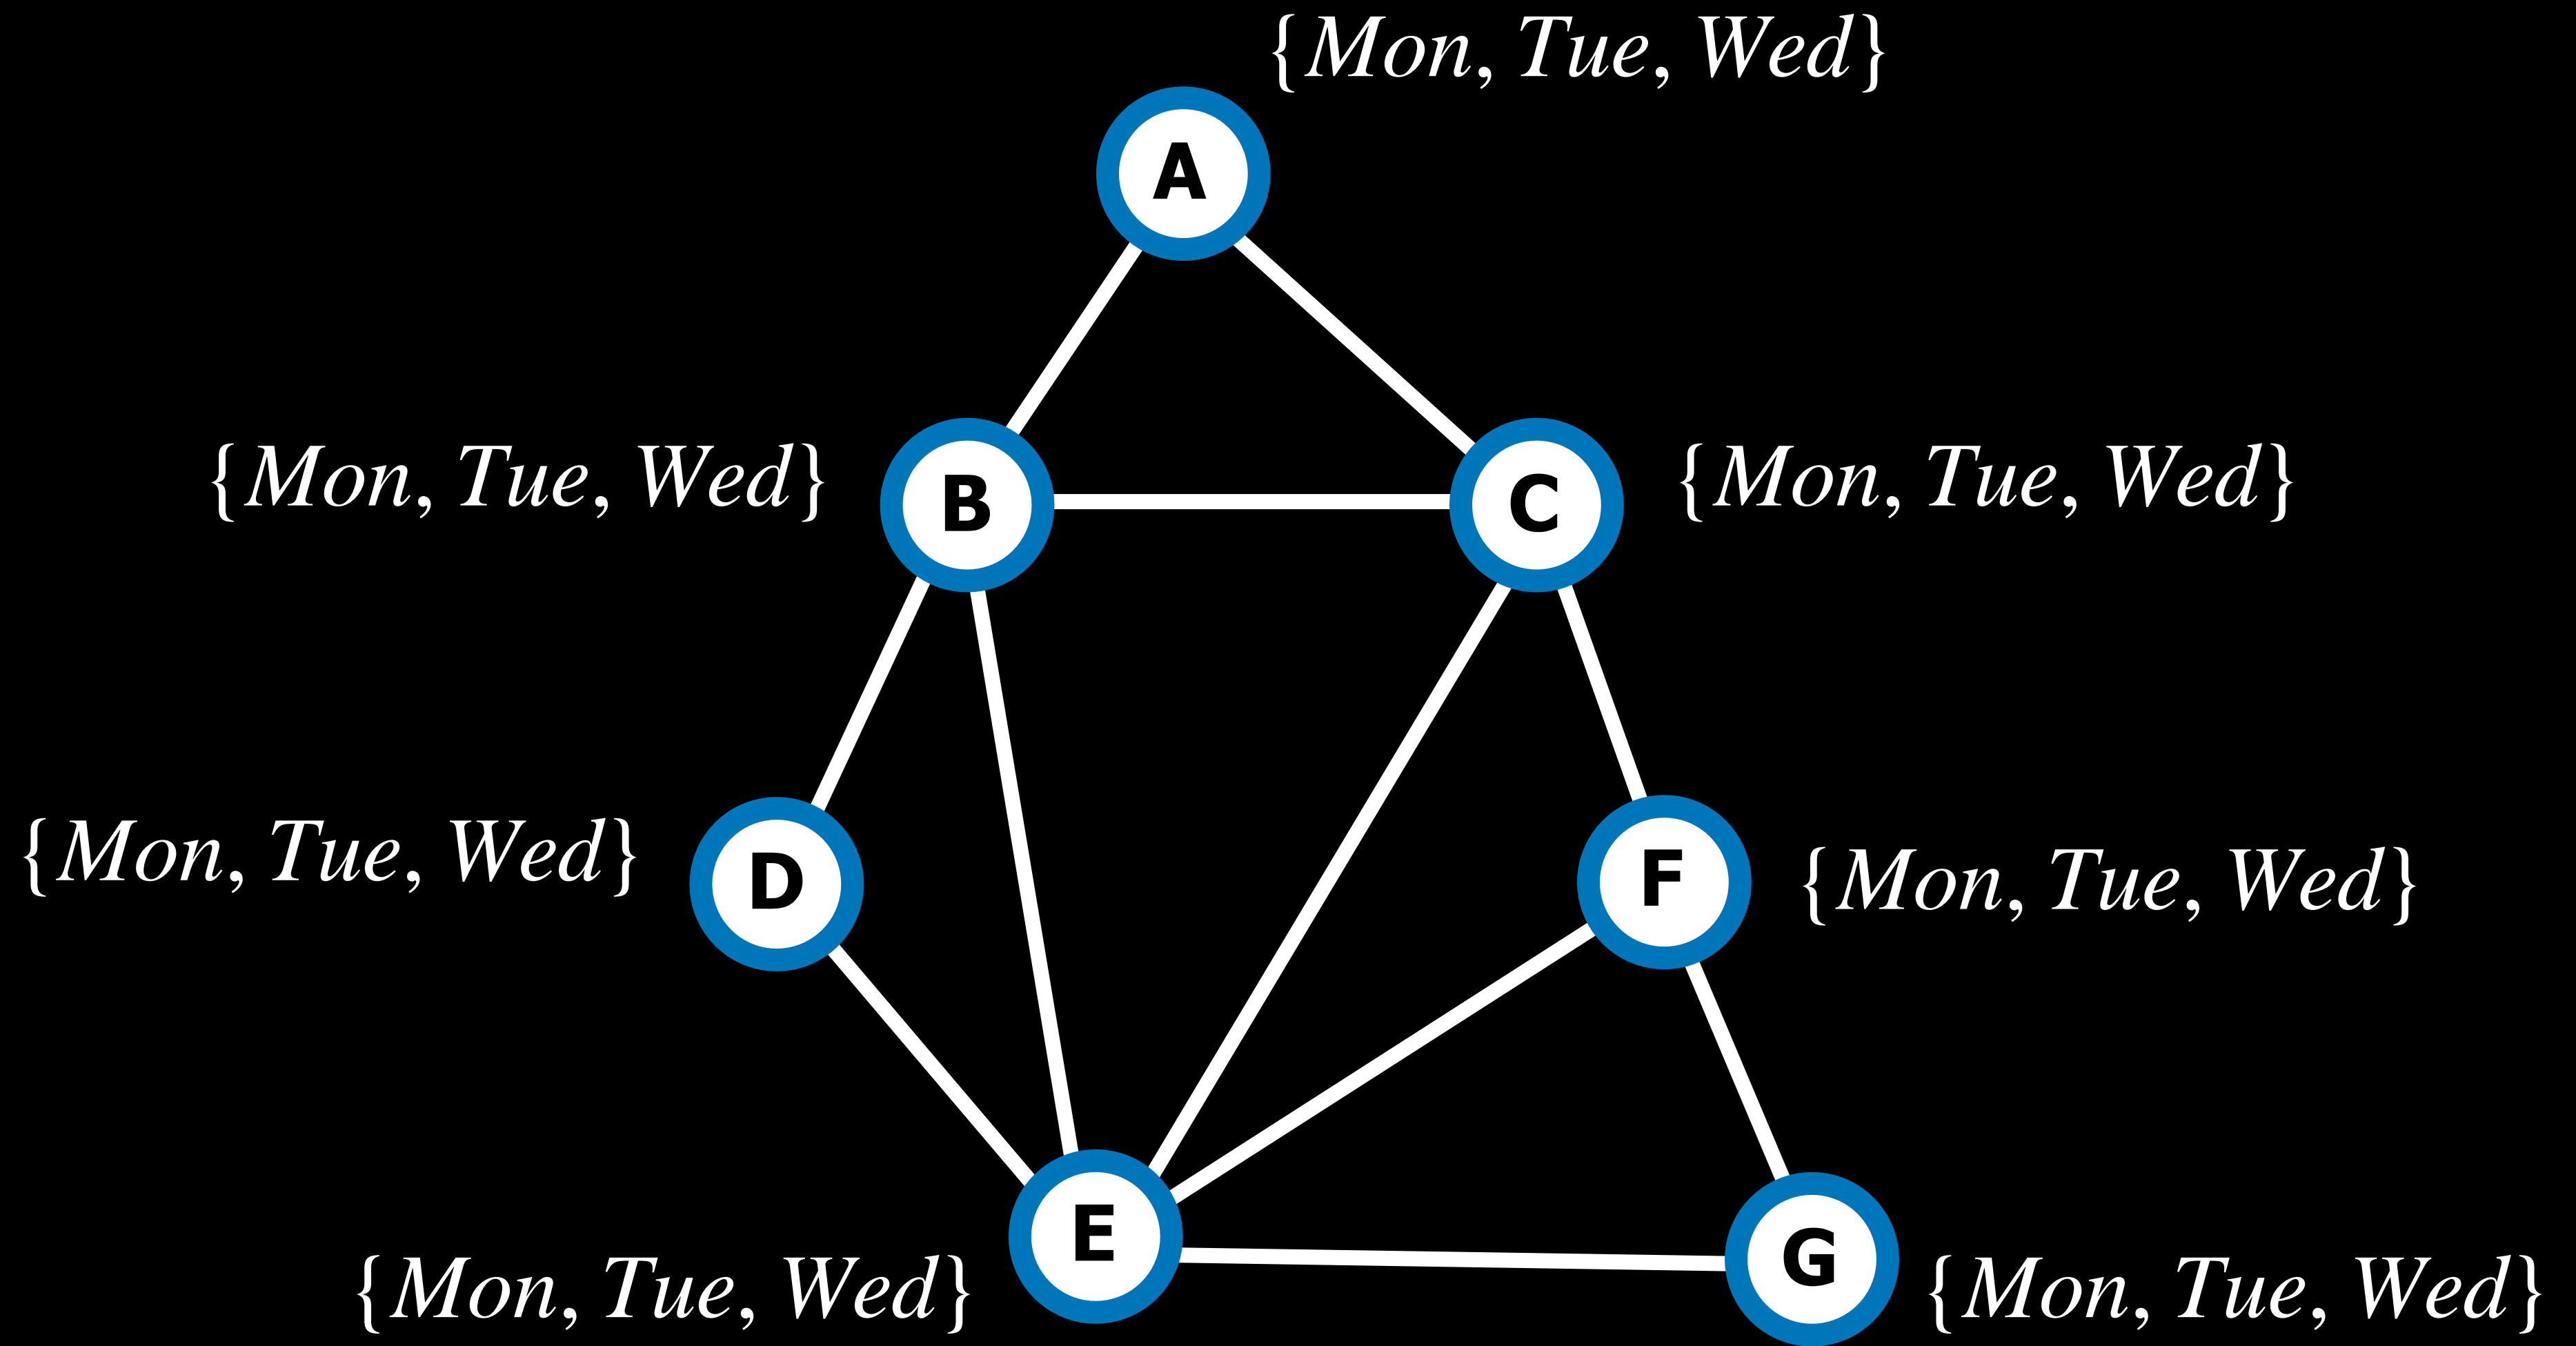 {Mon, Tue, Wed}
A
{Mon, Tue, Wed} B C {Mon, Tue, Wed}
{Mon, Tue, Wed} D F {Mon, Tue, Wed}
E G
{Mon, Tue, Wed} {Mon, Tue, Wed}